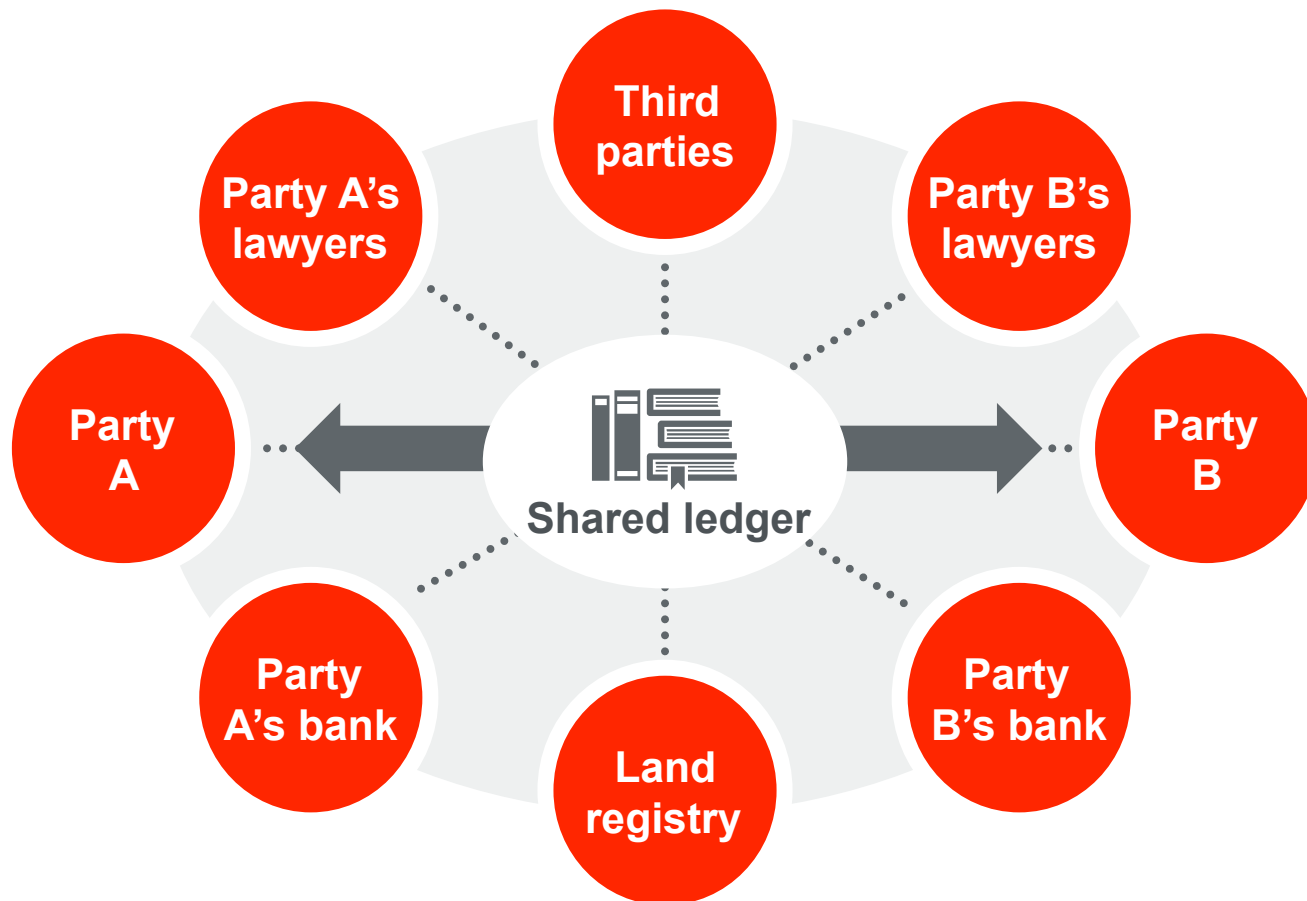 Third
parties
Party A’s
lawyers
Party B’s
lawyers
Party
A
Party
B
Shared ledger
Party
A’s bank
Party
B’s bank
Land
registry